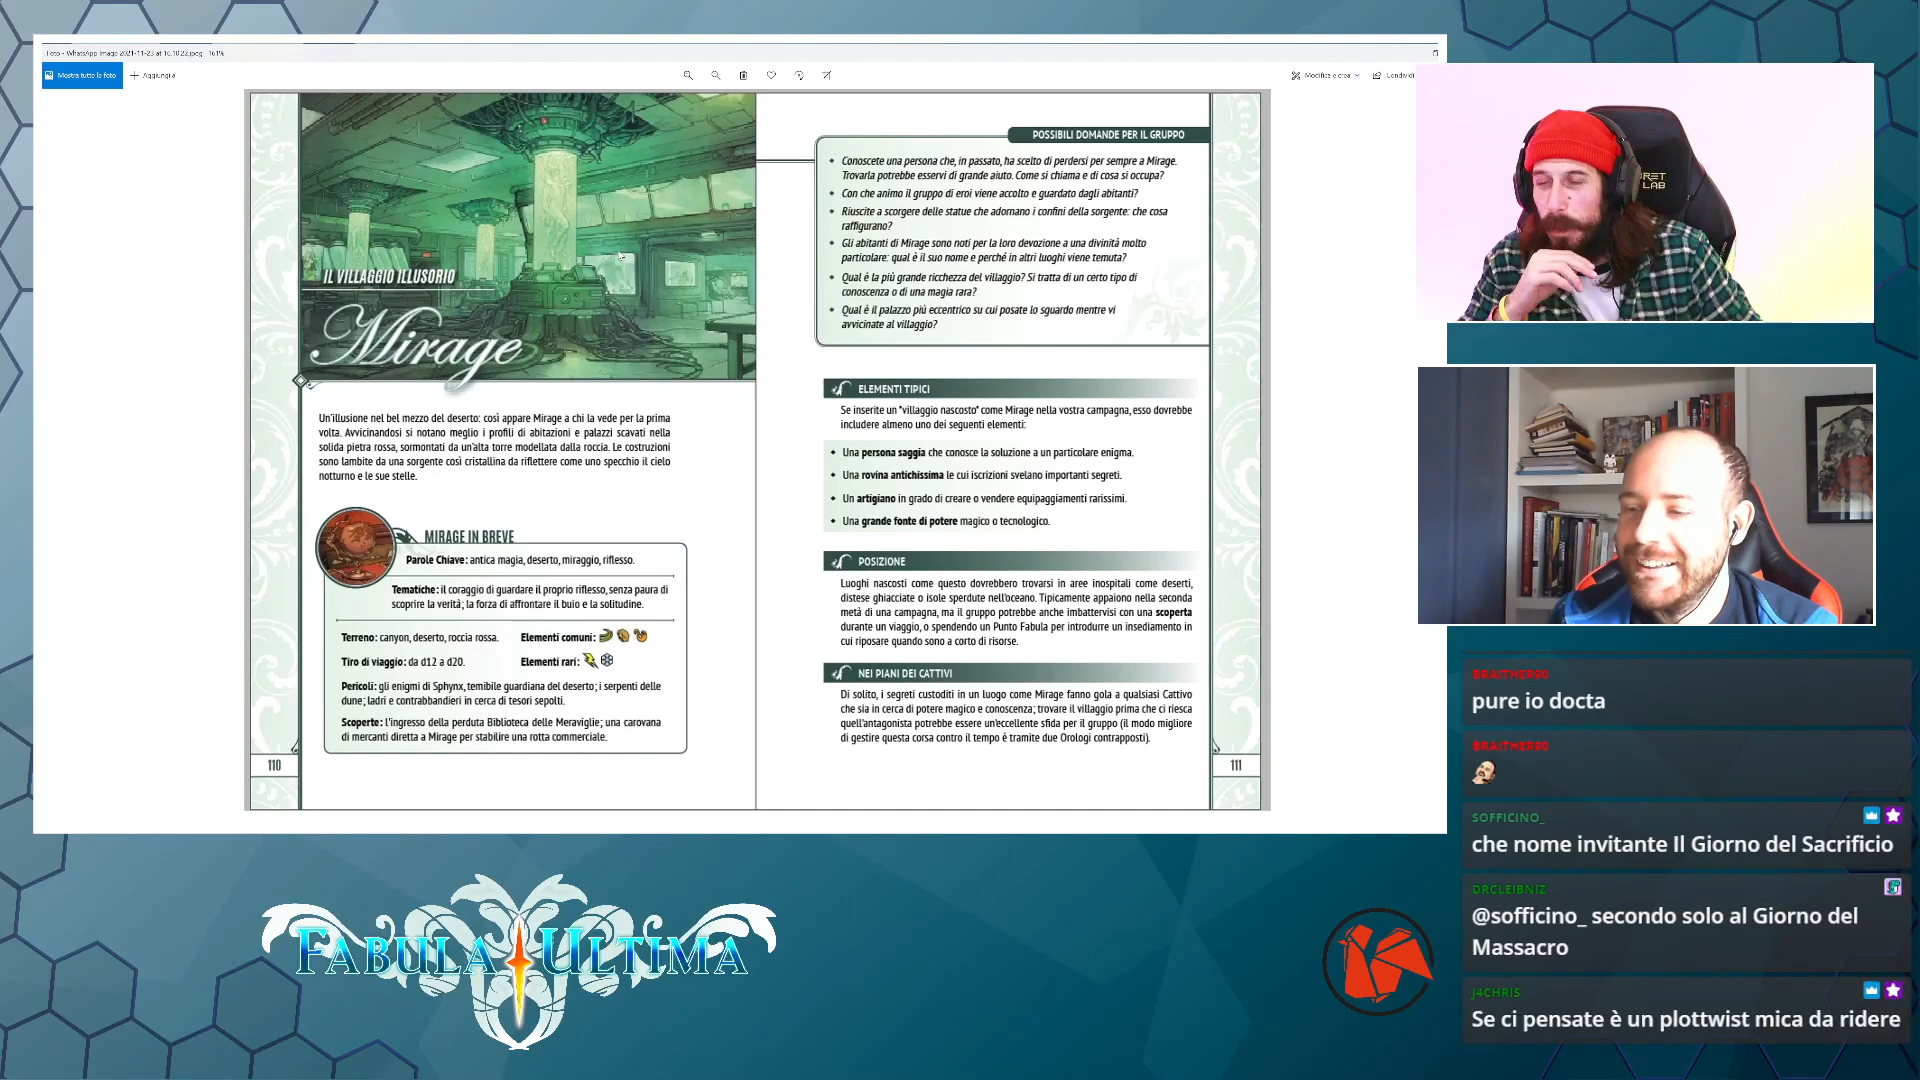 Foto - WhatsApp Image 2021-11-23 at 16.10.22.jpeg - 161%
Mostra tutte le foto
Aggiungi a
Modifica e crea
Condividi
IL VILLAGGIO ILLUSORIO
Mirage
Un'illusione nel bel mezzo del deserto: così appare Mirage a chi la vede per la prima
volta. Avvicinandosi si notano meglio i profili di abitazioni e palazzi scavati nella
solida pietra rossa, sormontati da un'alta torre modellata dalla roccia. Le costruzioni
sono lambite da una sorgente così cristallina da riflettere come uno specchio il cielo
notturno e le sue stelle.
MIRAGE IN BREVE
Parole Chiave: antica magia, deserto, miraggio, riflesso.
Tematiche: il coraggio di guardare il proprio riflesso, senza paura di
scoprire la verità; la forza di affrontare il buio e la solitudine.
Terreno: canyon, deserto, roccia rossa.
Elementi comuni:
Tiro di viaggio: da d12 a d20.
Elementi rari:
Pericoli: gli enigmi di Sphynx, temibile guardiana del deserto; i serpenti delle
dune; ladri e contrabbandieri in cerca di tesori sepolti.
Scoperte: l'ingresso della perduta Biblioteca delle Meraviglie; una carovana
di mercanti diretta a Mirage per stabilire una rotta commerciale.
110
POSSIBILI DOMANDE PER IL GRUPPO
Conoscete una persona che, in passato, ha scelto di perdersi per sempre a Mirage.
Trovarla potrebbe esservi di grande aiuto. Come si chiama e di cosa si occupa?
Con che animo il gruppo di eroi viene accolto e guardato dagli abitanti?
Riuscite a scorgere delle statue che adornano i confini della sorgente: che cosa
raffigurano?
Gli abitanti di Mirage sono noti per la loro devozione a una divinità molto
particolare: qual è il suo nome e perché in altri luoghi viene temuta?
Qual è la più grande ricchezza del villaggio? Si tratta di un certo tipo di
conoscenza o di una magia rara?
Qual è il palazzo più eccentrico su cui posate lo sguardo mentre vi
avvicinate al villaggio?
ELEMENTI TIPICI
Se inserite un "villaggio nascosto" come Mirage nella vostra campagna, esso dovrebbe
includere almeno uno dei seguenti elementi:
Una persona saggia che conosce la soluzione a un particolare enigma.
Una rovina antichissima le cui iscrizioni svelano importanti segreti.
Un artigiano in grado di creare o vendere equipaggiamenti rarissimi.
Una grande fonte di potere magico o tecnologico.
POSIZIONE
Luoghi nascosti come questo dovrebbero trovarsi in aree inospitali come deserti,
distese ghiacciate o isole sperdute nell'oceano. Tipicamente appaiono nella seconda
metà di una campagna, ma il gruppo potrebbe anche imbattervisi con una scoperta
durante un viaggio, o spendendo un Punto Fabula per introdurre un insediamento in
cui riposare quando sono a corto di risorse.
NEI PIANI DEI CATTIVI
Di solito, i segreti custoditi in un luogo come Mirage fanno gola a qualsiasi Cattivo
che sia in cerca di potere magico e conoscenza; trovare il villaggio prima che ci riesca
quell'antagonista potrebbe essere un'eccellente sfida per il gruppo (il modo migliore
di gestire questa corsa contro il tempo è tramite due Orologi contrapposti).
111
FABULA ULTIMA
BRAITHER90
pure io docta
BRAITHER90
SOFFICINO_
che nome invitante Il Giorno del Sacrificio
DRCLEIBNIZ
@sofficino_ secondo solo al Giorno del
Massacro
J4CHRIS
Se ci pensate è un plottwist mica da ridere